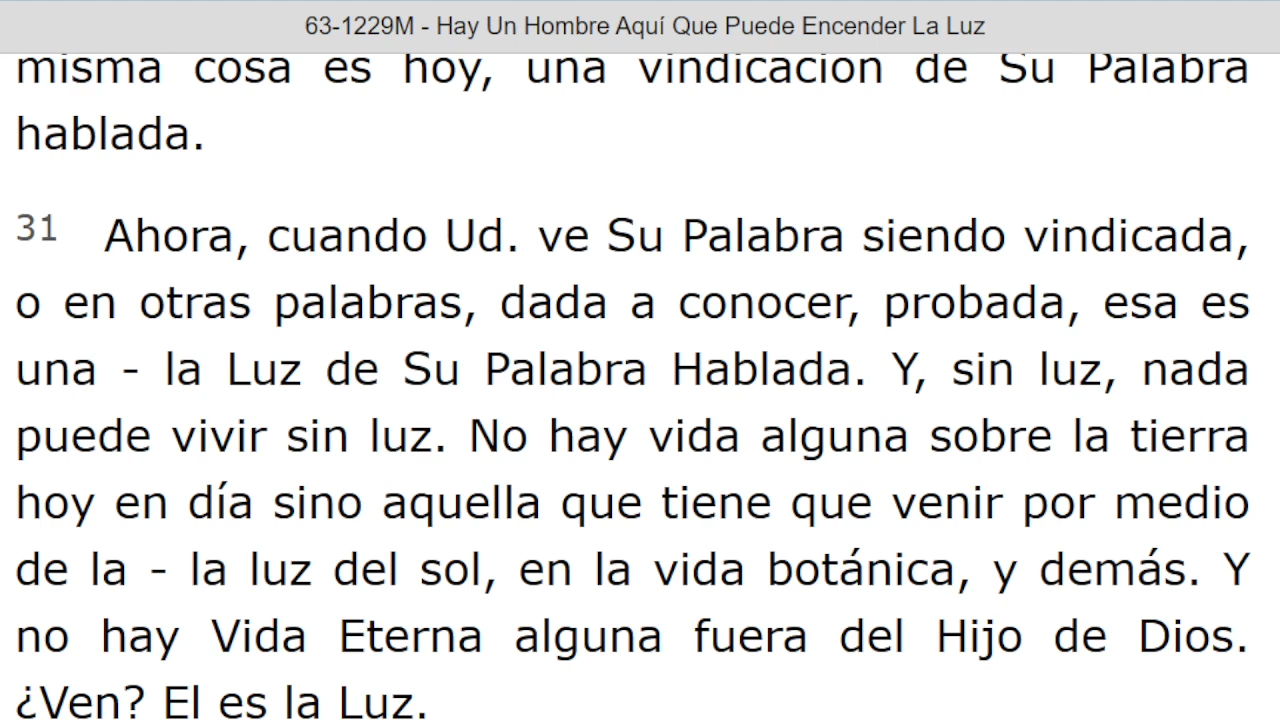 63-1229M - Hay Un Hombre Aquí Que Puede Encender La Luz
misma cosa es hoy, una vindicación de Su Palabra
hablada.
31 Ahora, cuando Ud. ve Su Palabra siendo vindicada,
o en otras palabras, dada a conocer, probada, esa es
una - la Luz de Su Palabra Hablada. Y, sin luz, nada
puede vivir sin luz. No hay vida alguna sobre la tierra
hoy en día sino aquella que tiene que venir por medio
de la - la luz del sol, en la vida botánica, y demás. Y
no hay Vida Eterna alguna fuera del Hijo de Dios.
¿Ven? El es la Luz.